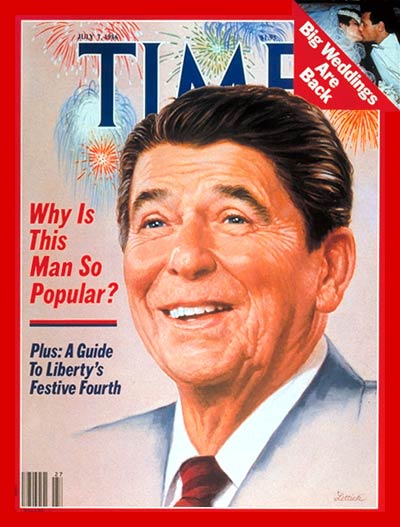 JULY 7, 1986
TIME
Big Weddings
Are
Back
Why Is
This
Man So
Popular?
Plus: A Guide
To Liberty's
Festive Fourth
27
Lettick